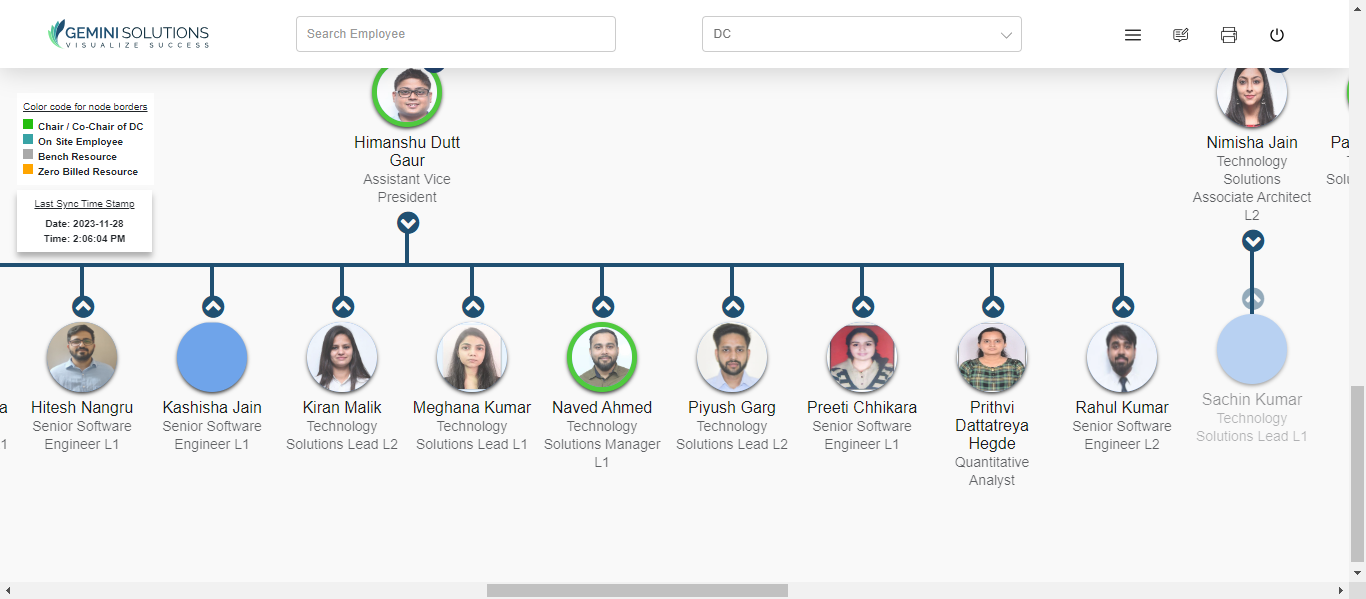 GEMINI SOLUTIONS
VISUALIZE SUCCESS
Search Employee
DC
Color code for node borders
Chair / Co-Chair of DC
On Site Employee
Bench Resource
Zero Billed Resource
Last Sync Time Stamp
Date: 2023-11-28
Time: 2:06:04 PM
Himanshu Dutt
Gaur
Assistant Vice
President
Nimisha Jain
Technology
Solutions
Associate Architect
L2
Pa
Solu
a
1
Hitesh Nangru
Senior Software
Engineer L1
Kashisha Jain
Senior Software
Engineer L1
Kiran Malik
Technology
Solutions Lead L2
Meghana Kumar
Technology
Solutions Lead L1
Naved Ahmed
Technology
Solutions Manager
L1
Piyush Garg
Technology
Solutions Lead L2
Preeti Chhikara
Senior Software
Engineer L1
Prithvi
Dattatreya
Hegde
Quantitative
Analyst
Rahul Kumar
Senior Software
Engineer L2
Sachin Kumar
Technology
Solutions Lead L1